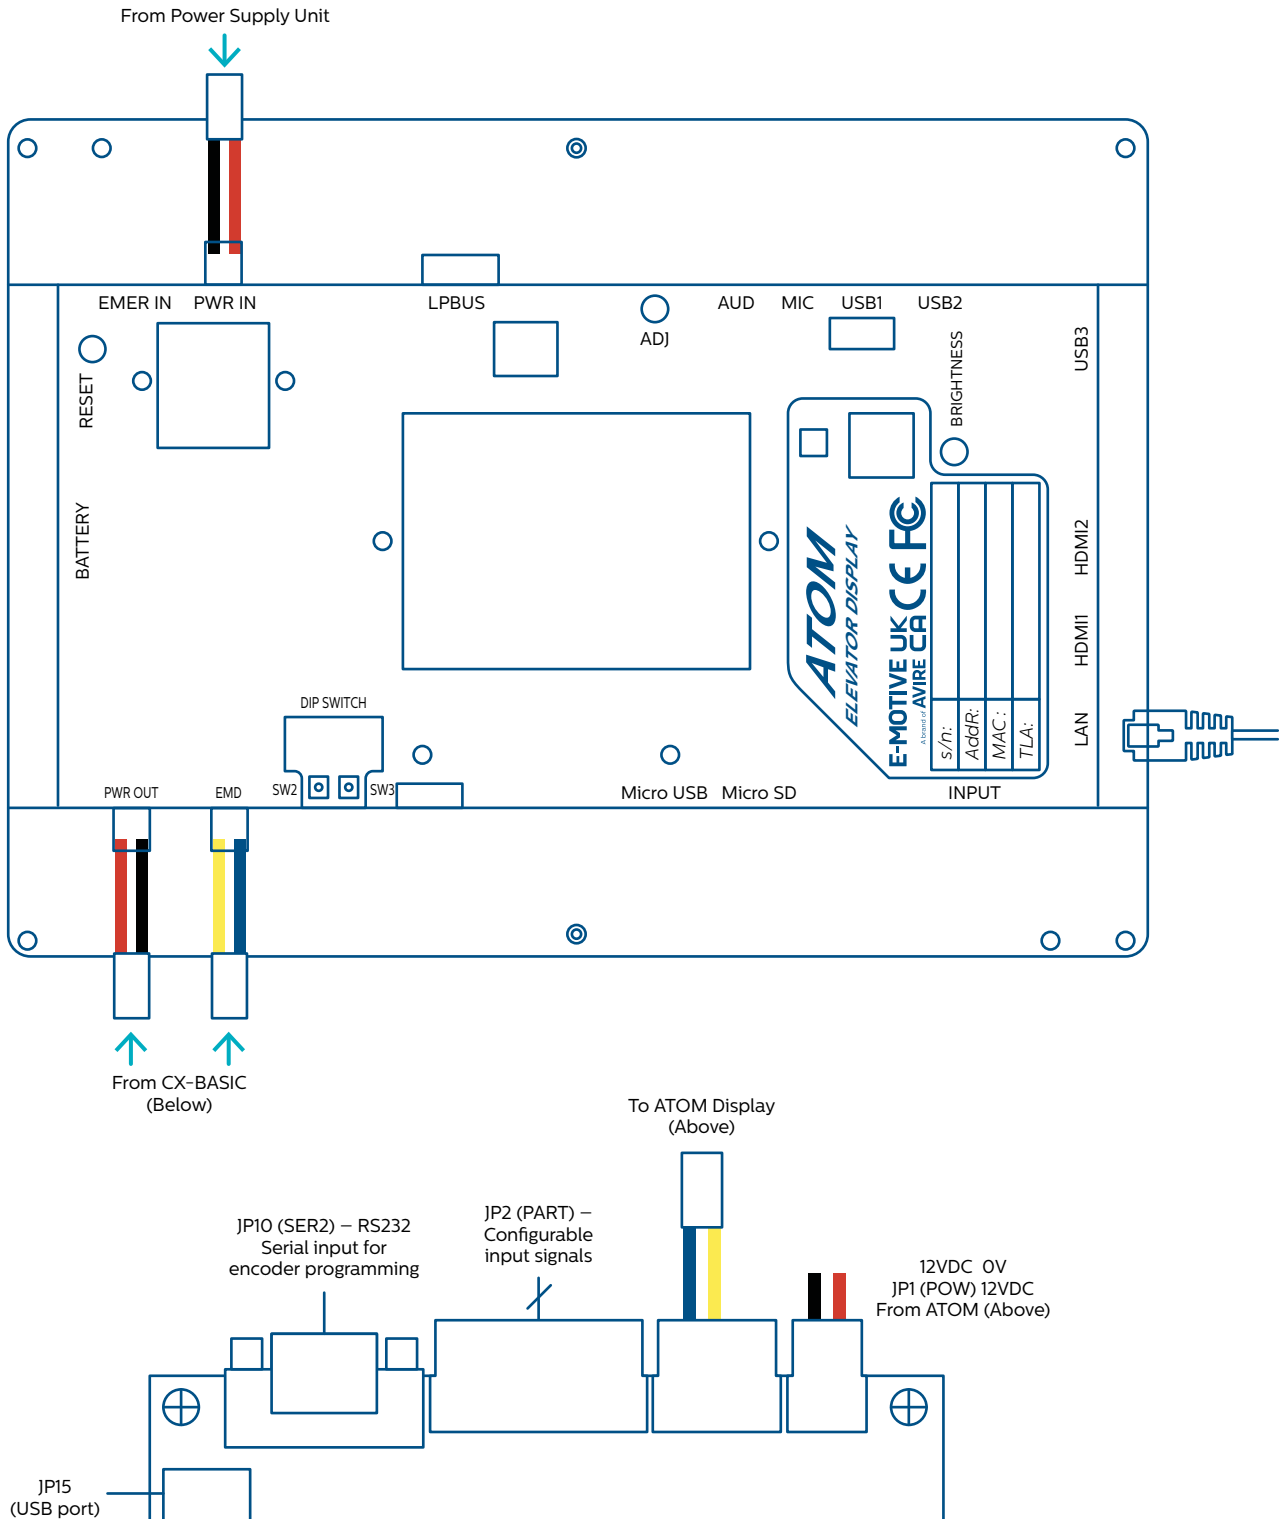 From Power Supply Unit
EMER IN PWR IN LPBUS AUD MIC USB1 USB2
ADJ
RESET
BRIGHTNESS
USB3
BATTERY
HDMI2
HDMI1
LAN
ATOM
ELEVATOR DISPLAY
E-MOTIVE
A brand of AVIRE
UK
CA CE FC
s/n:
AddR:
MAC :
TLA:
DIP SWITCH
SW2 SW3
PWR OUT EMD Micro USB Micro SD INPUT
From CX-BASIC
(Below)
To ATOM Display
(Above)
JP10 (SER2) – RS232
Serial input for
encoder programming
JP2 (PART) –
Configurable
input signals
12VDC 0V
JP1 (POW) 12VDC
From ATOM (Above)
JP15
(USB port)